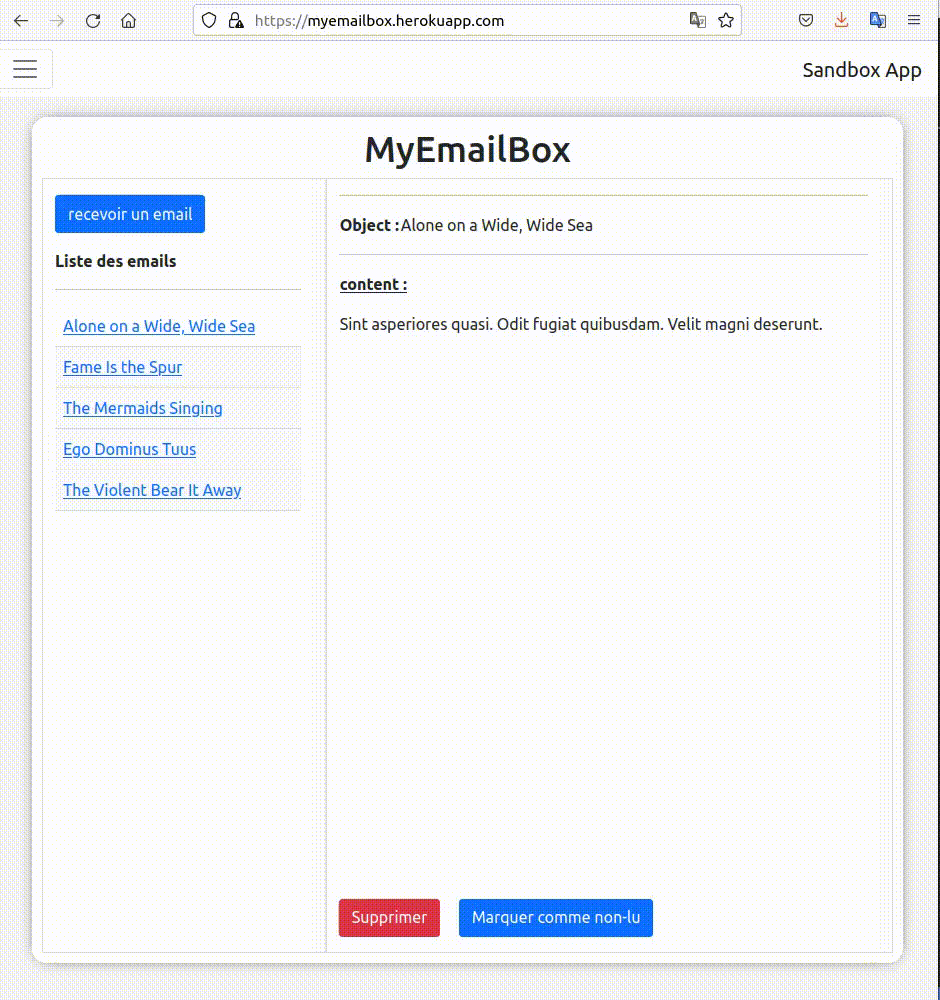 https://myemailbox.herokuapp.com
Sandbox App
MyEmailBox
recevoir un email
Liste des emails
Alone on a Wide, Wide Sea
Fame Is the Spur
The Mermaids Singing
Ego Dominus Tuus
The Violent Bear It Away
Object :Alone on a Wide, Wide Sea
content :
Sint asperiores quasi. Odit fugiat quibusdam. Velit magni deserunt.
Supprimer
Marquer comme non-lu